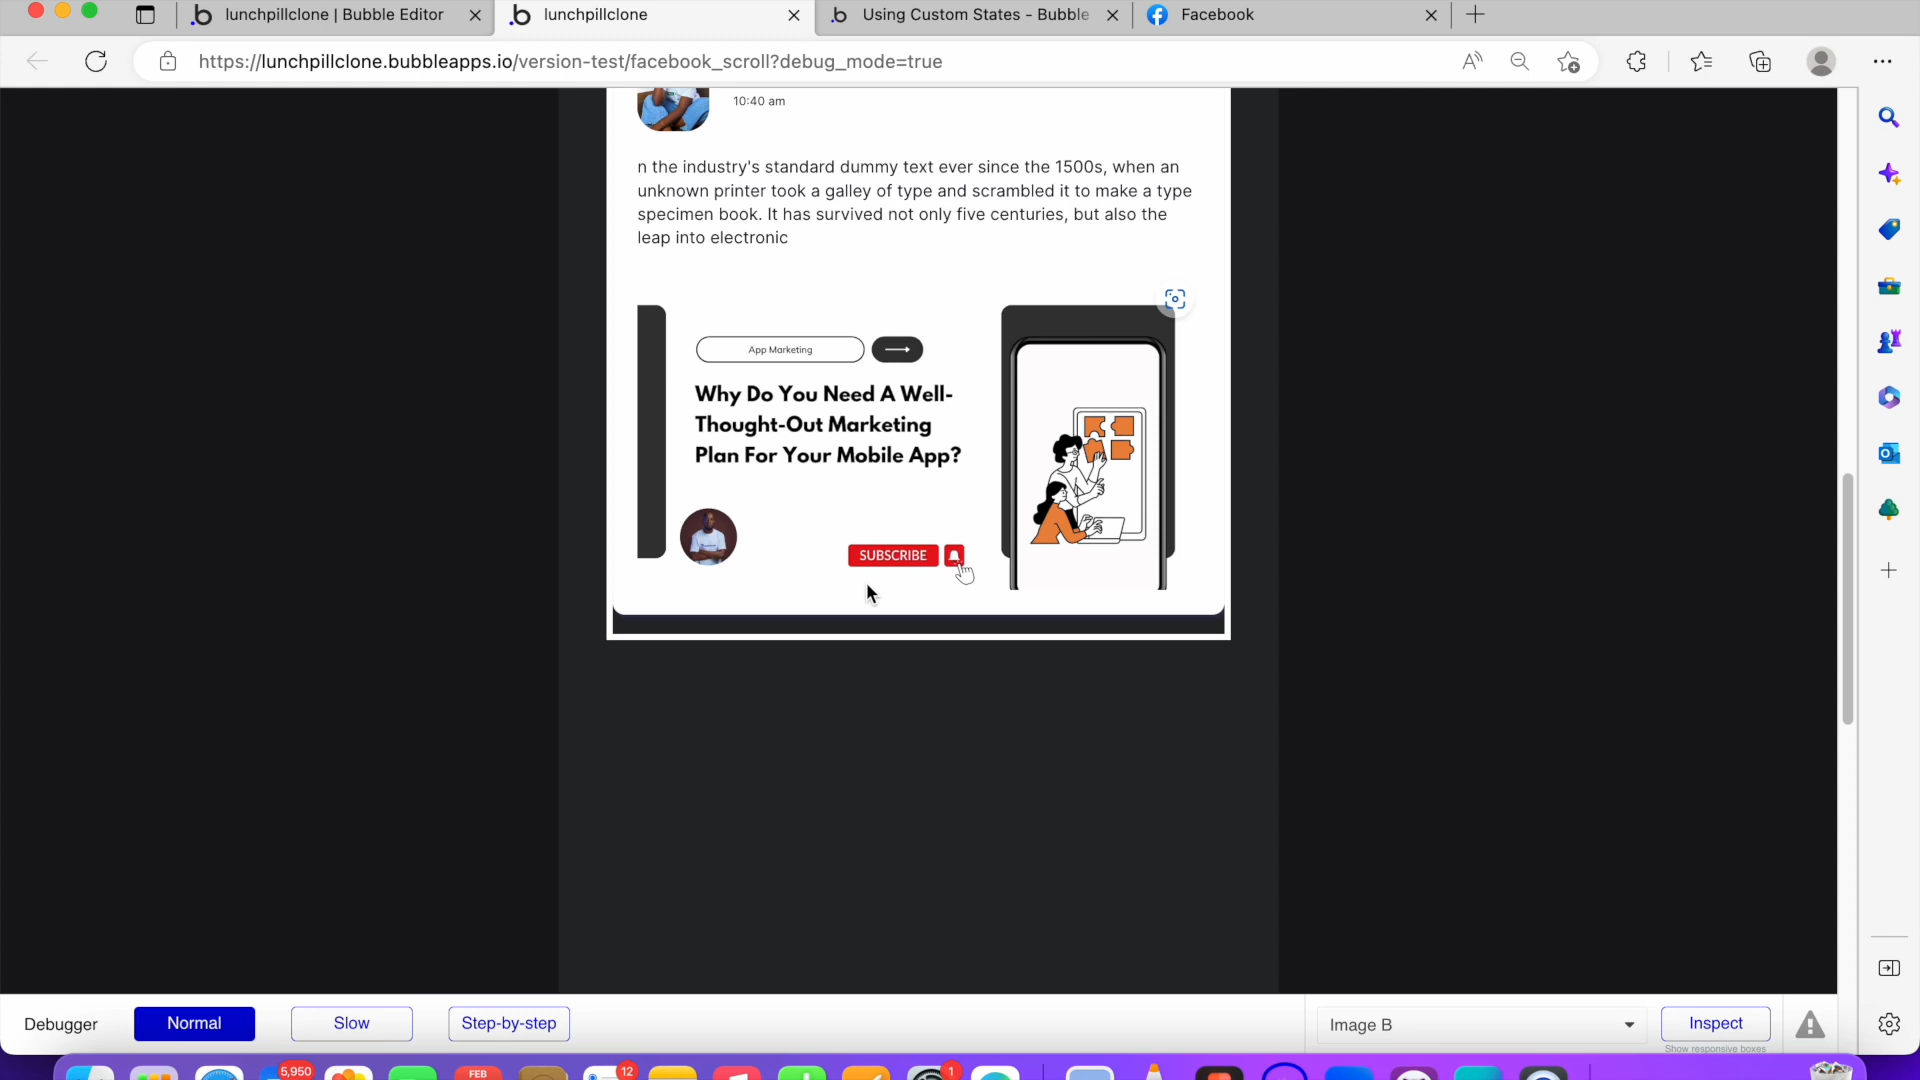 lunchpillclone | Bubble Editor
lunchpillclone
Using Custom States - Bubble
Facebook
https://lunchpillclone.bubbleapps.io/version-test/facebook_scroll?debug_mode=true
10:40 am
n the industry's standard dummy text ever since the 1500s, when an
unknown printer took a galley of type and scrambled it to make a type
specimen book. It has survived not only five centuries, but also the
leap into electronic
App Marketing
Why Do You Need A Well-
Thought-Out Marketing
Plan For Your Mobile App?
SUBSCRIBE
Debugger
Normal
Slow
Step-by-step
Image B
Inspect
Show responsive boxes
5,950
FEB
12
1